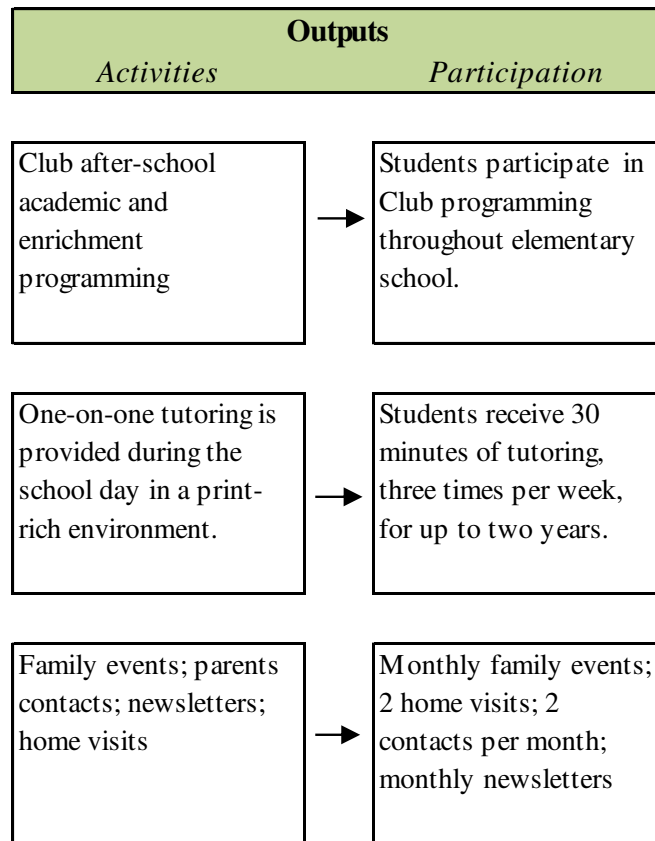 Outputs
Activities Participation
Club after-school
academic and
enrichment
programming
Students participate in
Club programming
throughout elementary
school.
One-on-one tutoring is
provided during the
school day in a print-
rich environment.
Students receive 30
minutes of tutoring,
three times per week,
for up to two years.
Family events; parents
contacts; newsletters;
home visits
Monthly family events;
2 home visits; 2
contacts per month;
monthly newsletters